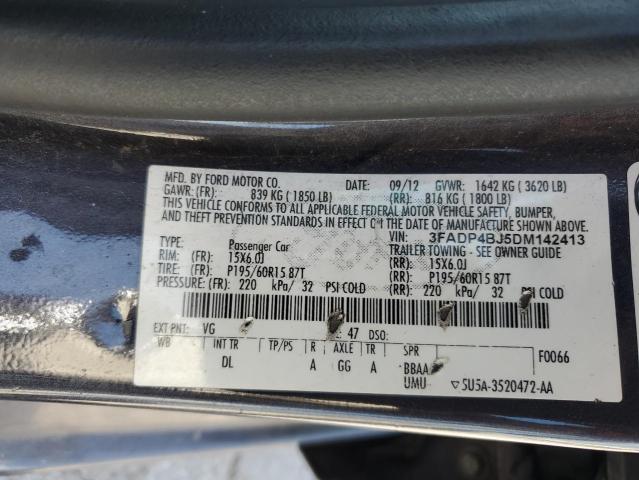 MFD. BY FORD MOTOR CO. DATE: 09/12 GVWR: 1642 KG ( 3620 LB)
GAWR: (FR): 839 KG ( 1850 LB) (RR): 816 KG ( 1800 LB)
THIS VEHICLE CONFORMS TO ALL APPLICABLE FEDERAL MOTOR VEHICLE SAFETY, BUMPER,
AND THEFT PREVENTION STANDARDS IN EFFECT ON THE DATE OF MANUFACTURE SHOWN ABOVE.
VIN: 3FADP4BJ5DM142413
TYPE: Passenger Car TRAILER TOWING - SEE OWNER GUIDE
RIM: (FR): 15X6.0J (RR): 15X6.0J
TIRE: (FR): P195/60R15 87T (RR): P195/60R15 87T
PRESSURE: (FR): 220 kPa/ 32 PSI COLD (RR): 220 kPa/ 32 PSI COLD
EXT PNT: VG : 47 DSO: F0066
WB INT TR TP/PS R AXLE TR SPR
DL A GG A BBAA
UMU 5U5A-3520472-AA